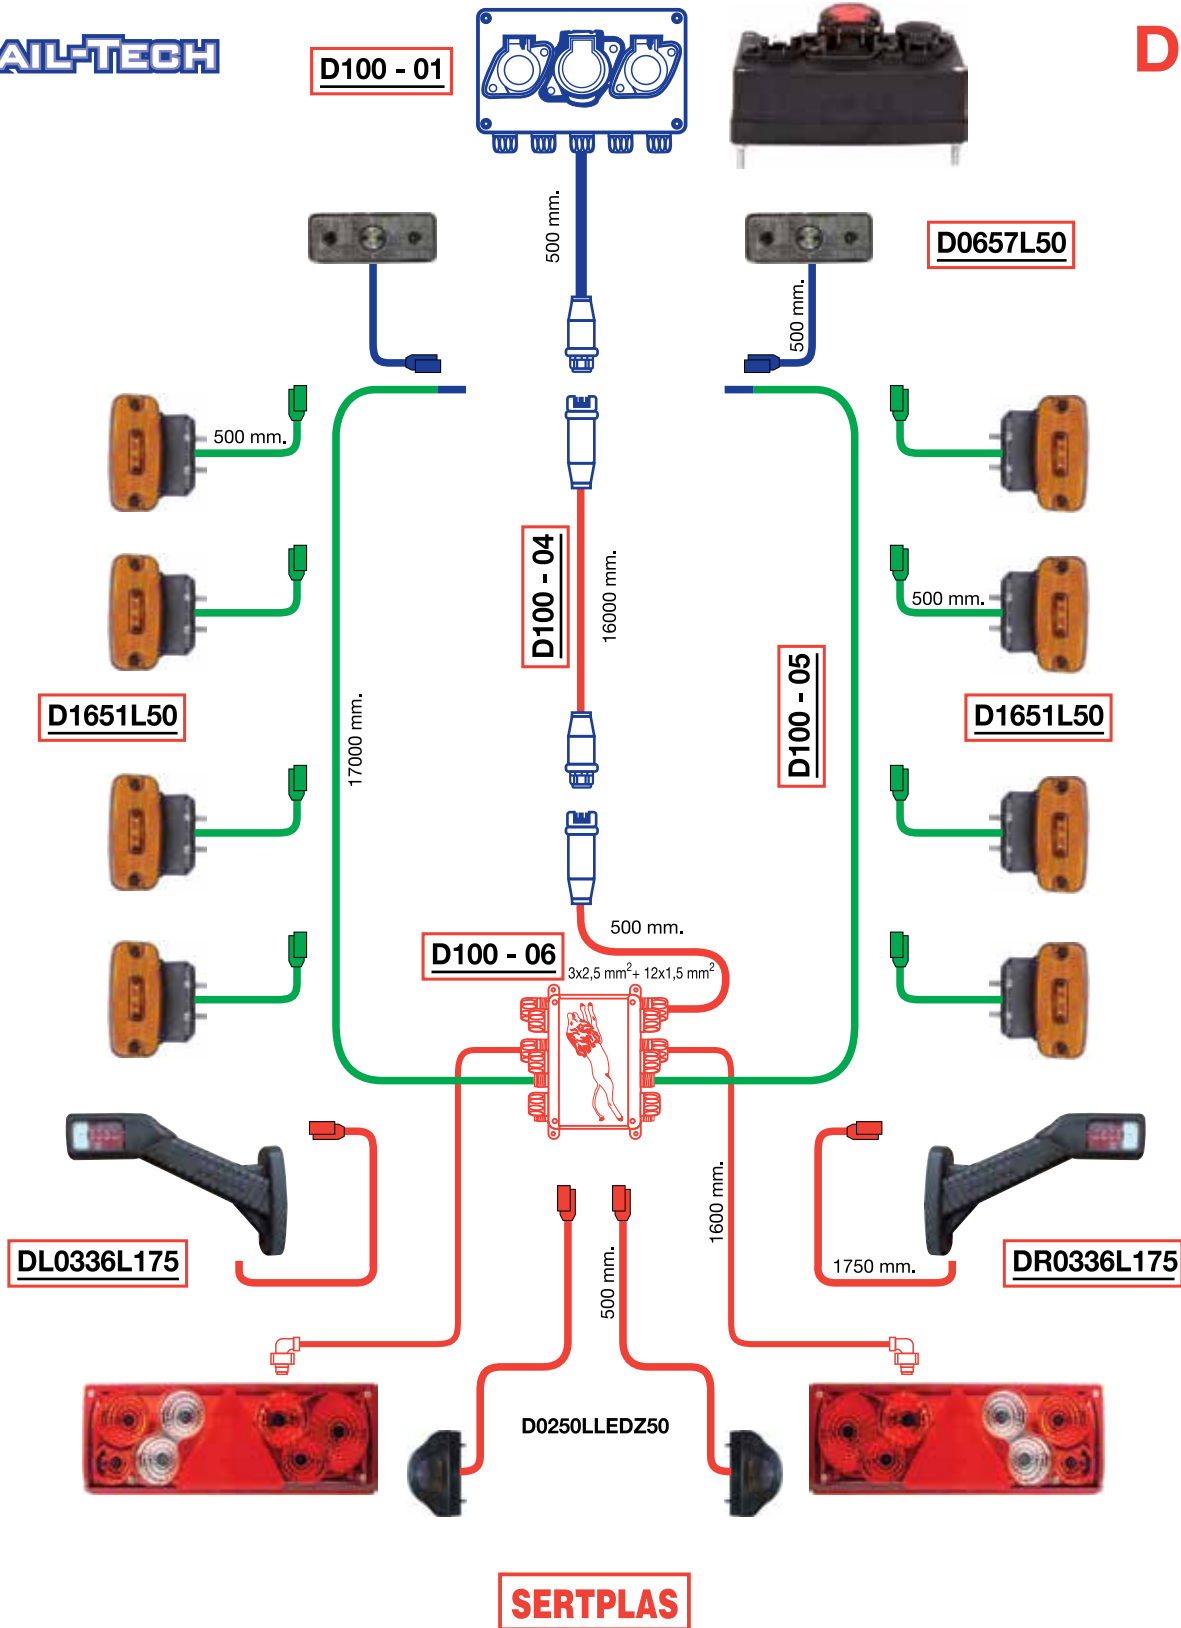 AIL-TECH
D100 - 01
D
500 mm.
D0657L50
500 mm.
500 mm.
D100 - 04
16000 mm.
500 mm.
D1651L50
17000 mm.
D100 - 05
D1651L50
500 mm.
D100 - 06
3x2,5 mm²+ 12x1,5 mm²
1600 mm.
DL0336L175
500 mm.
1750 mm.
DR0336L175
D0250LLEDZ50
SERTPLAS